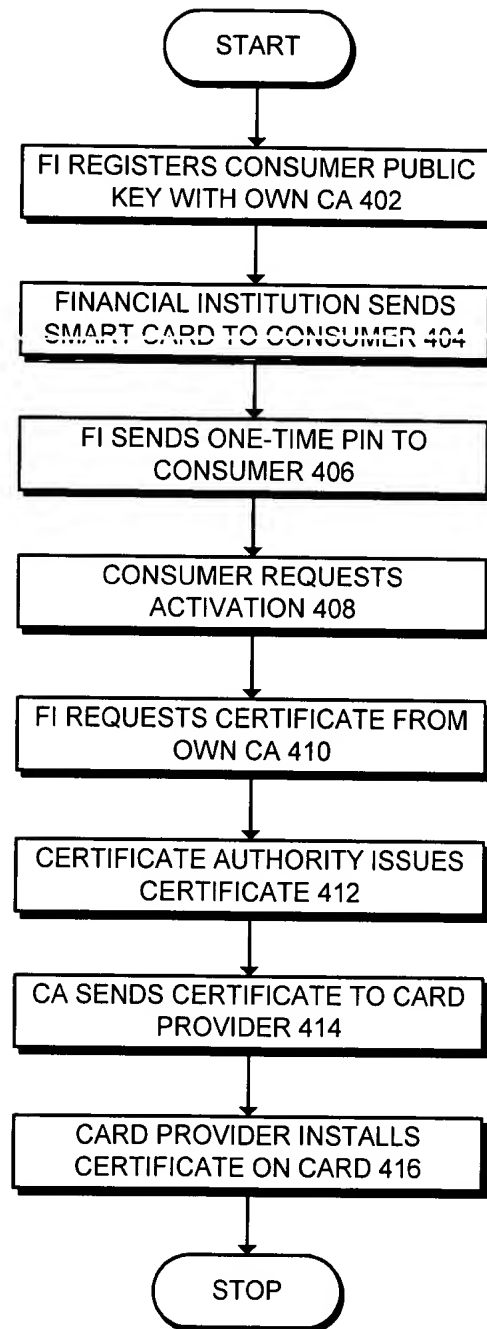 START
FI REGISTERS CONSUMER PUBLIC
KEY WITH OWN CA 402
FINANCIAL INSTITUTION SENDS
SMART CARD TO CONSUMER 404
FI SENDS ONE-TIME PIN TO
CONSUMER 406
CONSUMER REQUESTS
ACTIVATION 408
FI REQUESTS CERTIFICATE FROM
OWN CA 410
CERTIFICATE AUTHORITY ISSUES
CERTIFICATE 412
CA SENDS CERTIFICATE TO CARD
PROVIDER 414
CARD PROVIDER INSTALLS
CERTIFICATE ON CARD 416
STOP